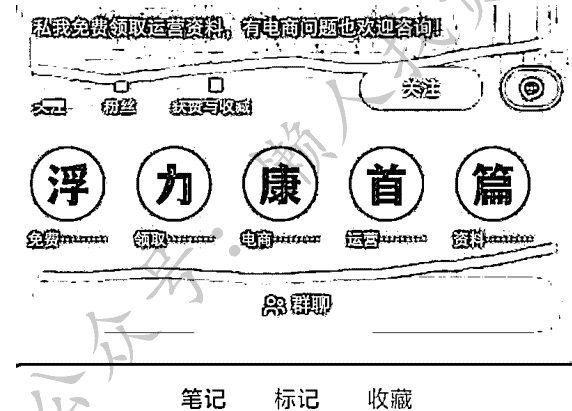 私我免费领取运营资料，有电商问题也欢迎咨询！
关注 粉丝 获赞与收藏 关注
浮 力 康 首 篇
免费 领取 电商 运营 资料
群聊
笔记 标记 收藏